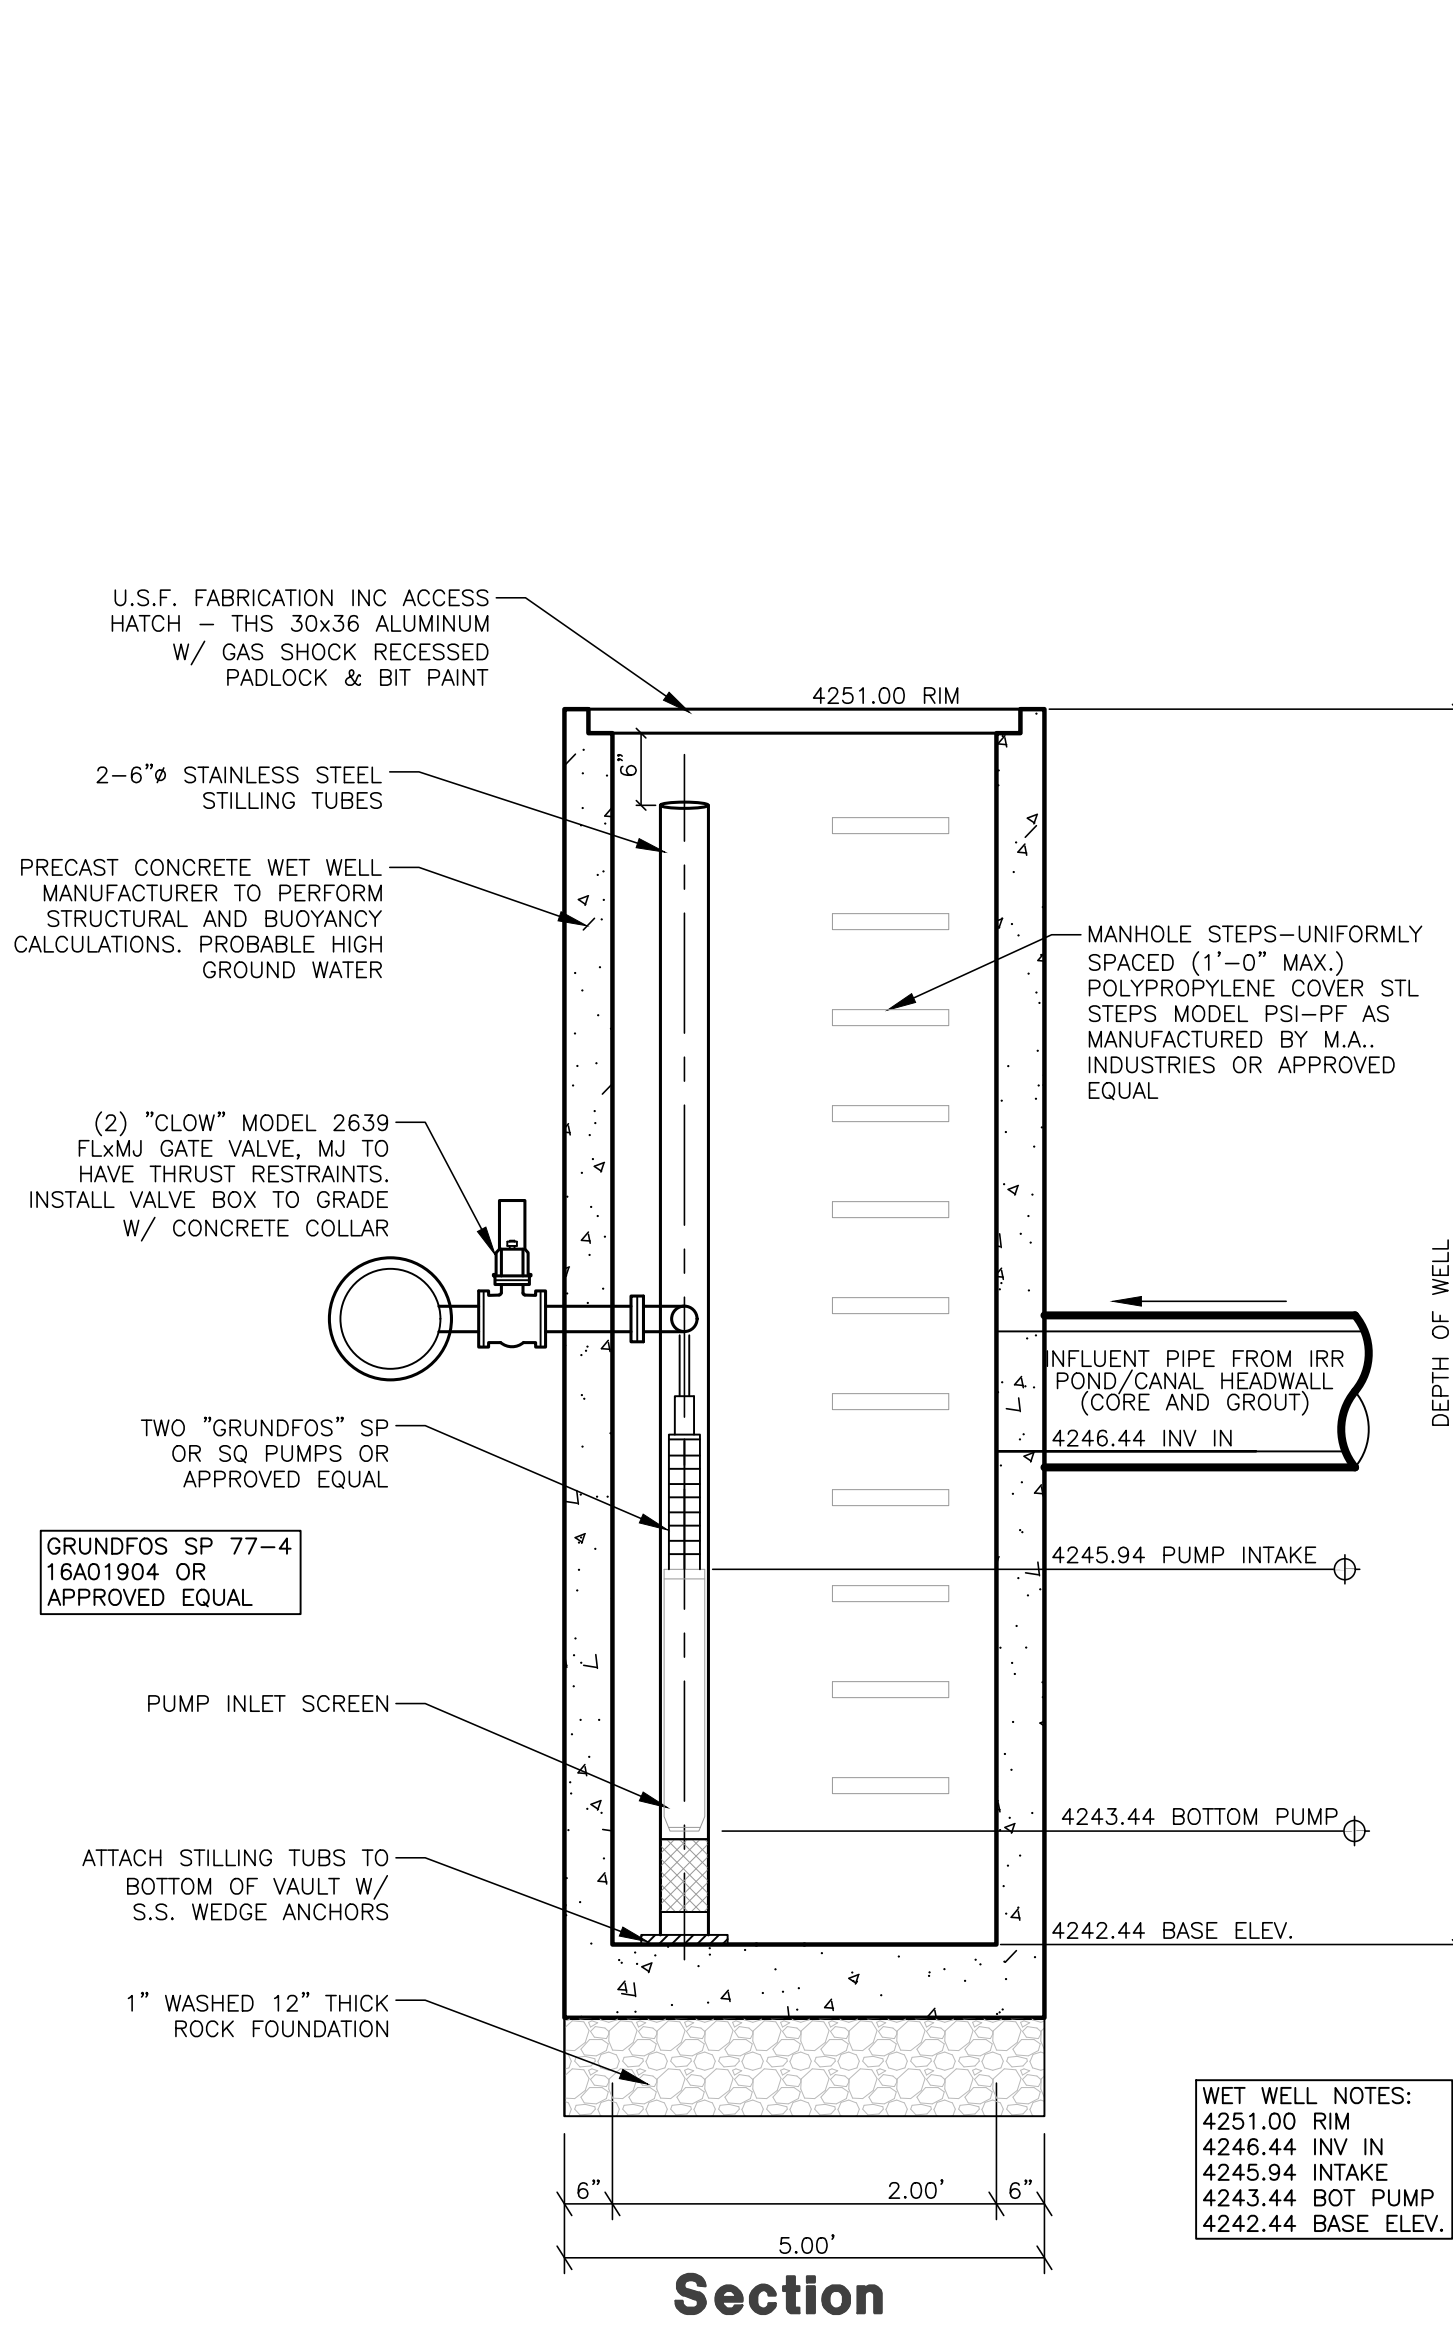 U.S.F. FABRICATION INC ACCESS
HATCH – THS 30x36 ALUMINUM
W/ GAS SHOCK RECESSED
PADLOCK & BIT PAINT
4251.00 RIM
6"
2–6"ø STAINLESS STEEL
STILLING TUBES
PRECAST CONCRETE WET WELL
MANUFACTURER TO PERFORM
STRUCTURAL AND BUOYANCY
CALCULATIONS. PROBABLE HIGH
GROUND WATER
MANHOLE STEPS–UNIFORMLY
SPACED (1'–0" MAX.)
POLYPROPYLENE COVER STL
STEPS MODEL PSI–PF AS
MANUFACTURED BY M.A..
INDUSTRIES OR APPROVED
EQUAL
(2) "CLOW" MODEL 2639
FLxMJ GATE VALVE, MJ TO
HAVE THRUST RESTRAINTS.
INSTALL VALVE BOX TO GRADE
W/ CONCRETE COLLAR
DEPTH OF WELL
INFLUENT PIPE FROM IRR
POND/CANAL HEADWALL
(CORE AND GROUT)
4246.44 INV IN
TWO "GRUNDFOS" SP
OR SQ PUMPS OR
APPROVED EQUAL
GRUNDFOS SP 77–4
16A01904 OR
APPROVED EQUAL
4245.94 PUMP INTAKE
PUMP INLET SCREEN
4243.44 BOTTOM PUMP
ATTACH STILLING TUBS TO
BOTTOM OF VAULT W/
S.S. WEDGE ANCHORS
4242.44 BASE ELEV.
1" WASHED 12" THICK
ROCK FOUNDATION
WET WELL NOTES:
4251.00 RIM
4246.44 INV IN
4245.94 INTAKE
4243.44 BOT PUMP
4242.44 BASE ELEV.
6" 2.00' 6"
5.00'
Section